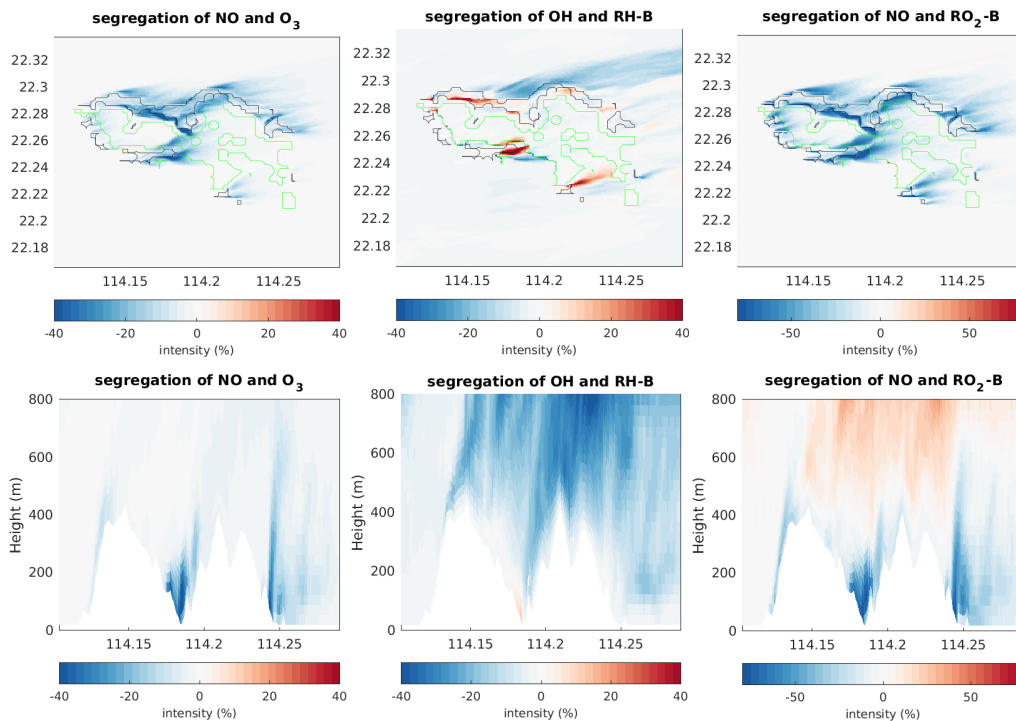 segregation of NO and O3
segregation of OH and RH-B
segregation of NO and RO2-B
22.32
22.3
22.28
22.26
22.24
22.22
22.2
22.18
114.15 114.2 114.25
22.32
22.3
22.28
22.26
22.24
22.22
22.2
22.18
114.15 114.2 114.25
22.32
22.3
22.28
22.26
22.24
22.22
22.2
22.18
114.15 114.2 114.25
-40 -20 0 20 40
intensity (%)
-40 -20 0 20 40
intensity (%)
-50 0 50
intensity (%)
segregation of NO and O3
segregation of OH and RH-B
segregation of NO and RO2-B
Height (m)
800
600
400
200
0
114.15 114.2 114.25
Height (m)
800
600
400
200
0
114.15 114.2 114.25
Height (m)
800
600
400
200
0
114.15 114.2 114.25
-40 -20 0 20 40
intensity (%)
-40 -20 0 20 40
intensity (%)
-50 0 50
intensity (%)